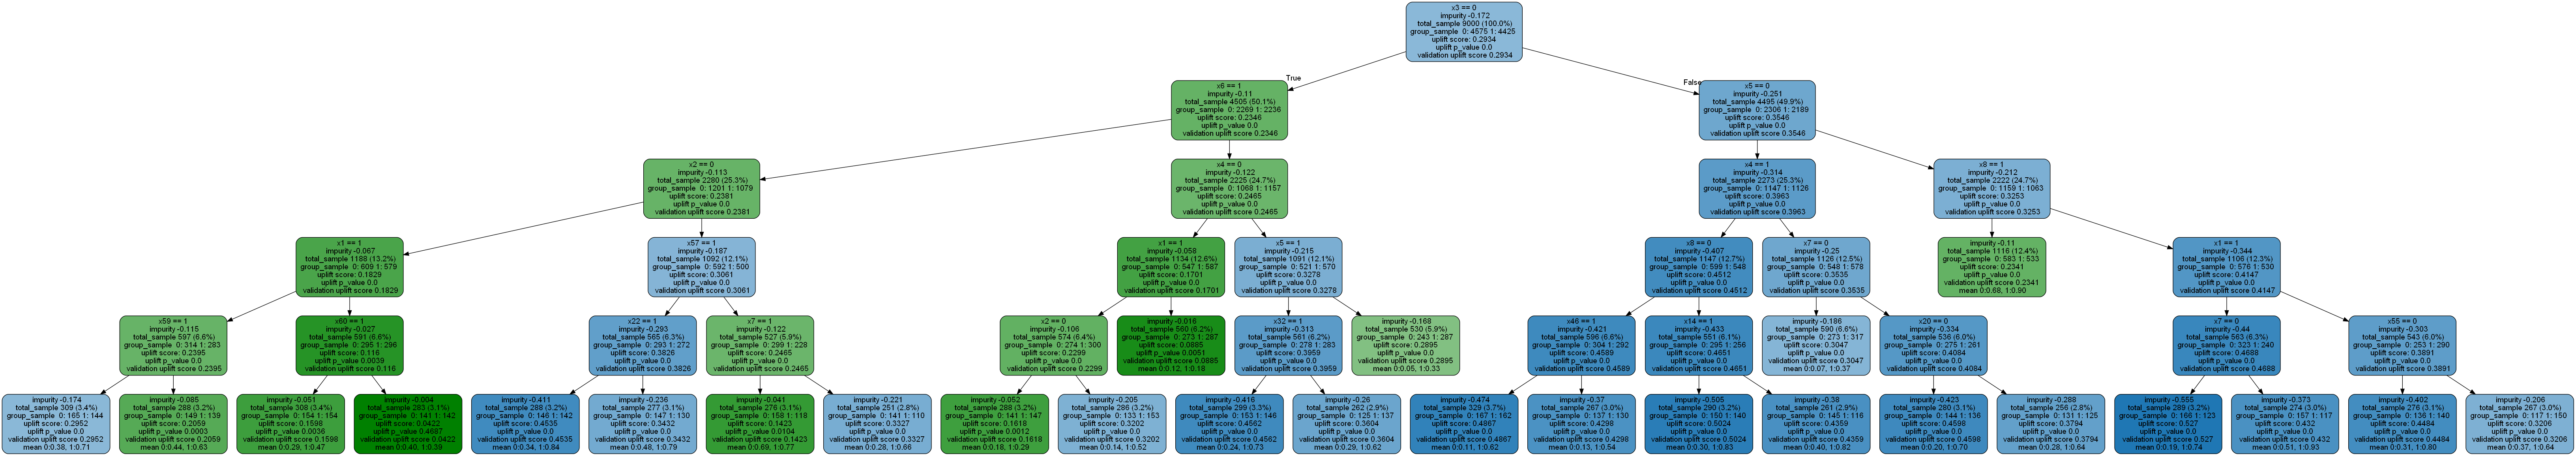 x3 == 0
impurity -0.172
total_sample 9000 (100.0%)
group_sample 0: 4575 1: 4425
uplift score: 0.2934
uplift p_value 0.0
validation uplift score 0.2934
True
False
x6 == 1
impurity -0.11
total_sample 4505 (50.1%)
group_sample 0: 2269 1: 2236
uplift score: 0.2346
uplift p_value 0.0
validation uplift score 0.2346
x5 == 0
impurity -0.251
total_sample 4495 (49.9%)
group_sample 0: 2306 1: 2189
uplift score: 0.3546
uplift p_value 0.0
validation uplift score 0.3546
x2 == 0
impurity -0.113
total_sample 2280 (25.3%)
group_sample 0: 1201 1: 1079
uplift score: 0.2381
uplift p_value 0.0
validation uplift score 0.2381
x4 == 0
impurity -0.122
total_sample 2225 (24.7%)
group_sample 0: 1068 1: 1157
uplift score: 0.2465
uplift p_value 0.0
validation uplift score 0.2465
x4 == 1
impurity -0.314
total_sample 2273 (25.3%)
group_sample 0: 1147 1: 1126
uplift score: 0.3963
uplift p_value 0.0
validation uplift score 0.3963
x8 == 1
impurity -0.212
total_sample 2222 (24.7%)
group_sample 0: 1159 1: 1063
uplift score: 0.3253
uplift p_value 0.0
validation uplift score 0.3253
x1 == 1
impurity -0.067
total_sample 1188 (13.2%)
group_sample 0: 609 1: 579
uplift score: 0.1829
uplift p_value 0.0
validation uplift score 0.1829
x57 == 1
impurity -0.187
total_sample 1092 (12.1%)
group_sample 0: 592 1: 500
uplift score: 0.3061
uplift p_value 0.0
validation uplift score 0.3061
x1 == 1
impurity -0.058
total_sample 1134 (12.6%)
group_sample 0: 547 1: 587
uplift score: 0.1701
uplift p_value 0.0
validation uplift score 0.1701
x5 == 1
impurity -0.215
total_sample 1091 (12.1%)
group_sample 0: 521 1: 570
uplift score: 0.3278
uplift p_value 0.0
validation uplift score 0.3278
x8 == 0
impurity -0.407
total_sample 1147 (12.7%)
group_sample 0: 599 1: 548
uplift score: 0.4512
uplift p_value 0.0
validation uplift score 0.4512
x7 == 0
impurity -0.25
total_sample 1126 (12.5%)
group_sample 0: 548 1: 578
uplift score: 0.3535
uplift p_value 0.0
validation uplift score 0.3535
impurity -0.11
total_sample 1116 (12.4%)
group_sample 0: 583 1: 533
uplift score: 0.2341
uplift p_value 0.0
validation uplift score 0.2341
mean 0:0.68, 1:0.90
x1 == 1
impurity -0.344
total_sample 1106 (12.3%)
group_sample 0: 576 1: 530
uplift score: 0.4147
uplift p_value 0.0
validation uplift score 0.4147
x59 == 1
impurity -0.115
total_sample 597 (6.6%)
group_sample 0: 314 1: 283
uplift score: 0.2395
uplift p_value 0.0
validation uplift score 0.2395
x60 == 1
impurity -0.027
total_sample 591 (6.6%)
group_sample 0: 295 1: 296
uplift score: 0.116
uplift p_value 0.0039
validation uplift score 0.116
x22 == 1
impurity -0.293
total_sample 565 (6.3%)
group_sample 0: 293 1: 272
uplift score: 0.3826
uplift p_value 0.0
validation uplift score 0.3826
x7 == 1
impurity -0.122
total_sample 527 (5.9%)
group_sample 0: 299 1: 228
uplift score: 0.2465
uplift p_value 0.0
validation uplift score 0.2465
x2 == 0
impurity -0.106
total_sample 574 (6.4%)
group_sample 0: 274 1: 300
uplift score: 0.2299
uplift p_value 0.0
validation uplift score 0.2299
impurity -0.016
total_sample 560 (6.2%)
group_sample 0: 273 1: 287
uplift score: 0.0885
uplift p_value 0.0051
validation uplift score 0.0885
mean 0:0.12, 1:0.18
x32 == 1
impurity -0.313
total_sample 561 (6.2%)
group_sample 0: 278 1: 283
uplift score: 0.3959
uplift p_value 0.0
validation uplift score 0.3959
impurity -0.168
total_sample 530 (5.9%)
group_sample 0: 243 1: 287
uplift score: 0.2895
uplift p_value 0.0
validation uplift score 0.2895
mean 0:0.05, 1:0.33
x46 == 1
impurity -0.421
total_sample 596 (6.6%)
group_sample 0: 304 1: 292
uplift score: 0.4589
uplift p_value 0.0
validation uplift score 0.4589
x14 == 1
impurity -0.433
total_sample 551 (6.1%)
group_sample 0: 295 1: 256
uplift score: 0.4651
uplift p_value 0.0
validation uplift score 0.4651
impurity -0.186
total_sample 590 (6.6%)
group_sample 0: 273 1: 317
uplift score: 0.3047
uplift p_value 0.0
validation uplift score 0.3047
mean 0:0.07, 1:0.37
x20 == 0
impurity -0.334
total_sample 536 (6.0%)
group_sample 0: 275 1: 261
uplift score: 0.4084
uplift p_value 0.0
validation uplift score 0.4084
x7 == 0
impurity -0.44
total_sample 563 (6.3%)
group_sample 0: 323 1: 240
uplift score: 0.4688
uplift p_value 0.0
validation uplift score 0.4688
x55 == 0
impurity -0.303
total_sample 543 (6.0%)
group_sample 0: 253 1: 290
uplift score: 0.3891
uplift p_value 0.0
validation uplift score 0.3891
impurity -0.174
total_sample 309 (3.4%)
group_sample 0: 165 1: 144
uplift score: 0.2952
uplift p_value 0.0
validation uplift score 0.2952
mean 0:0.38, 1:0.71
impurity -0.085
total_sample 288 (3.2%)
group_sample 0: 149 1: 139
uplift score: 0.2059
uplift p_value 0.0003
validation uplift score 0.2059
mean 0:0.44, 1:0.63
impurity -0.051
total_sample 308 (3.4%)
group_sample 0: 154 1: 154
uplift score: 0.1598
uplift p_value 0.0036
validation uplift score 0.1598
mean 0:0.29, 1:0.47
impurity -0.004
total_sample 283 (3.1%)
group_sample 0: 141 1: 142
uplift score: 0.0422
uplift p_value 0.4687
validation uplift score 0.0422
mean 0:0.40, 1:0.39
impurity -0.411
total_sample 288 (3.2%)
group_sample 0: 146 1: 142
uplift score: 0.4535
uplift p_value 0.0
validation uplift score 0.4535
mean 0:0.34, 1:0.84
impurity -0.236
total_sample 277 (3.1%)
group_sample 0: 147 1: 130
uplift score: 0.3432
uplift p_value 0.0
validation uplift score 0.3432
mean 0:0.48, 1:0.79
impurity -0.041
total_sample 276 (3.1%)
group_sample 0: 158 1: 118
uplift score: 0.1423
uplift p_value 0.0104
validation uplift score 0.1423
mean 0:0.69, 1:0.77
impurity -0.221
total_sample 251 (2.8%)
group_sample 0: 141 1: 110
uplift score: 0.3327
uplift p_value 0.0
validation uplift score 0.3327
mean 0:0.28, 1:0.66
impurity -0.052
total_sample 288 (3.2%)
group_sample 0: 141 1: 147
uplift score: 0.1618
uplift p_value 0.0012
validation uplift score 0.1618
mean 0:0.18, 1:0.29
impurity -0.205
total_sample 286 (3.2%)
group_sample 0: 133 1: 153
uplift score: 0.3202
uplift p_value 0.0
validation uplift score 0.3202
mean 0:0.14, 1:0.52
impurity -0.416
total_sample 299 (3.3%)
group_sample 0: 153 1: 146
uplift score: 0.4562
uplift p_value 0.0
validation uplift score 0.4562
mean 0:0.24, 1:0.73
impurity -0.26
total_sample 262 (2.9%)
group_sample 0: 125 1: 137
uplift score: 0.3604
uplift p_value 0.0
validation uplift score 0.3604
mean 0:0.29, 1:0.62
impurity -0.474
total_sample 329 (3.7%)
group_sample 0: 167 1: 162
uplift score: 0.4867
uplift p_value 0.0
validation uplift score 0.4867
mean 0:0.11, 1:0.62
impurity -0.37
total_sample 267 (3.0%)
group_sample 0: 137 1: 130
uplift score: 0.4298
uplift p_value 0.0
validation uplift score 0.4298
mean 0:0.13, 1:0.54
impurity -0.505
total_sample 290 (3.2%)
group_sample 0: 150 1: 140
uplift score: 0.5024
uplift p_value 0.0
validation uplift score 0.5024
mean 0:0.30, 1:0.83
impurity -0.38
total_sample 261 (2.9%)
group_sample 0: 145 1: 116
uplift score: 0.4359
uplift p_value 0.0
validation uplift score 0.4359
mean 0:0.40, 1:0.82
impurity -0.423
total_sample 280 (3.1%)
group_sample 0: 144 1: 136
uplift score: 0.4598
uplift p_value 0.0
validation uplift score 0.4598
mean 0:0.20, 1:0.70
impurity -0.288
total_sample 256 (2.8%)
group_sample 0: 131 1: 125
uplift score: 0.3794
uplift p_value 0.0
validation uplift score 0.3794
mean 0:0.28, 1:0.64
impurity -0.555
total_sample 289 (3.2%)
group_sample 0: 166 1: 123
uplift score: 0.527
uplift p_value 0.0
validation uplift score 0.527
mean 0:0.19, 1:0.74
impurity -0.373
total_sample 274 (3.0%)
group_sample 0: 157 1: 117
uplift score: 0.432
uplift p_value 0.0
validation uplift score 0.432
mean 0:0.51, 1:0.93
impurity -0.402
total_sample 276 (3.1%)
group_sample 0: 136 1: 140
uplift score: 0.4484
uplift p_value 0.0
validation uplift score 0.4484
mean 0:0.31, 1:0.80
impurity -0.206
total_sample 267 (3.0%)
group_sample 0: 117 1: 150
uplift score: 0.3206
uplift p_value 0.0
validation uplift score 0.3206
mean 0:0.37, 1:0.64